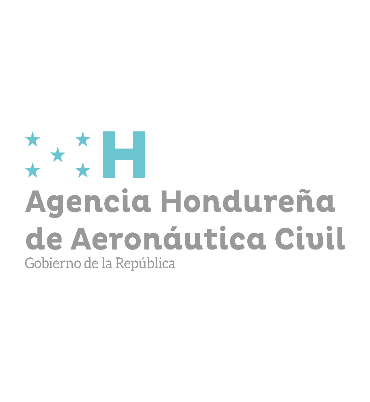 H
Agencia Hondureña
de Aeronáutica Civil
Gobierno de la República